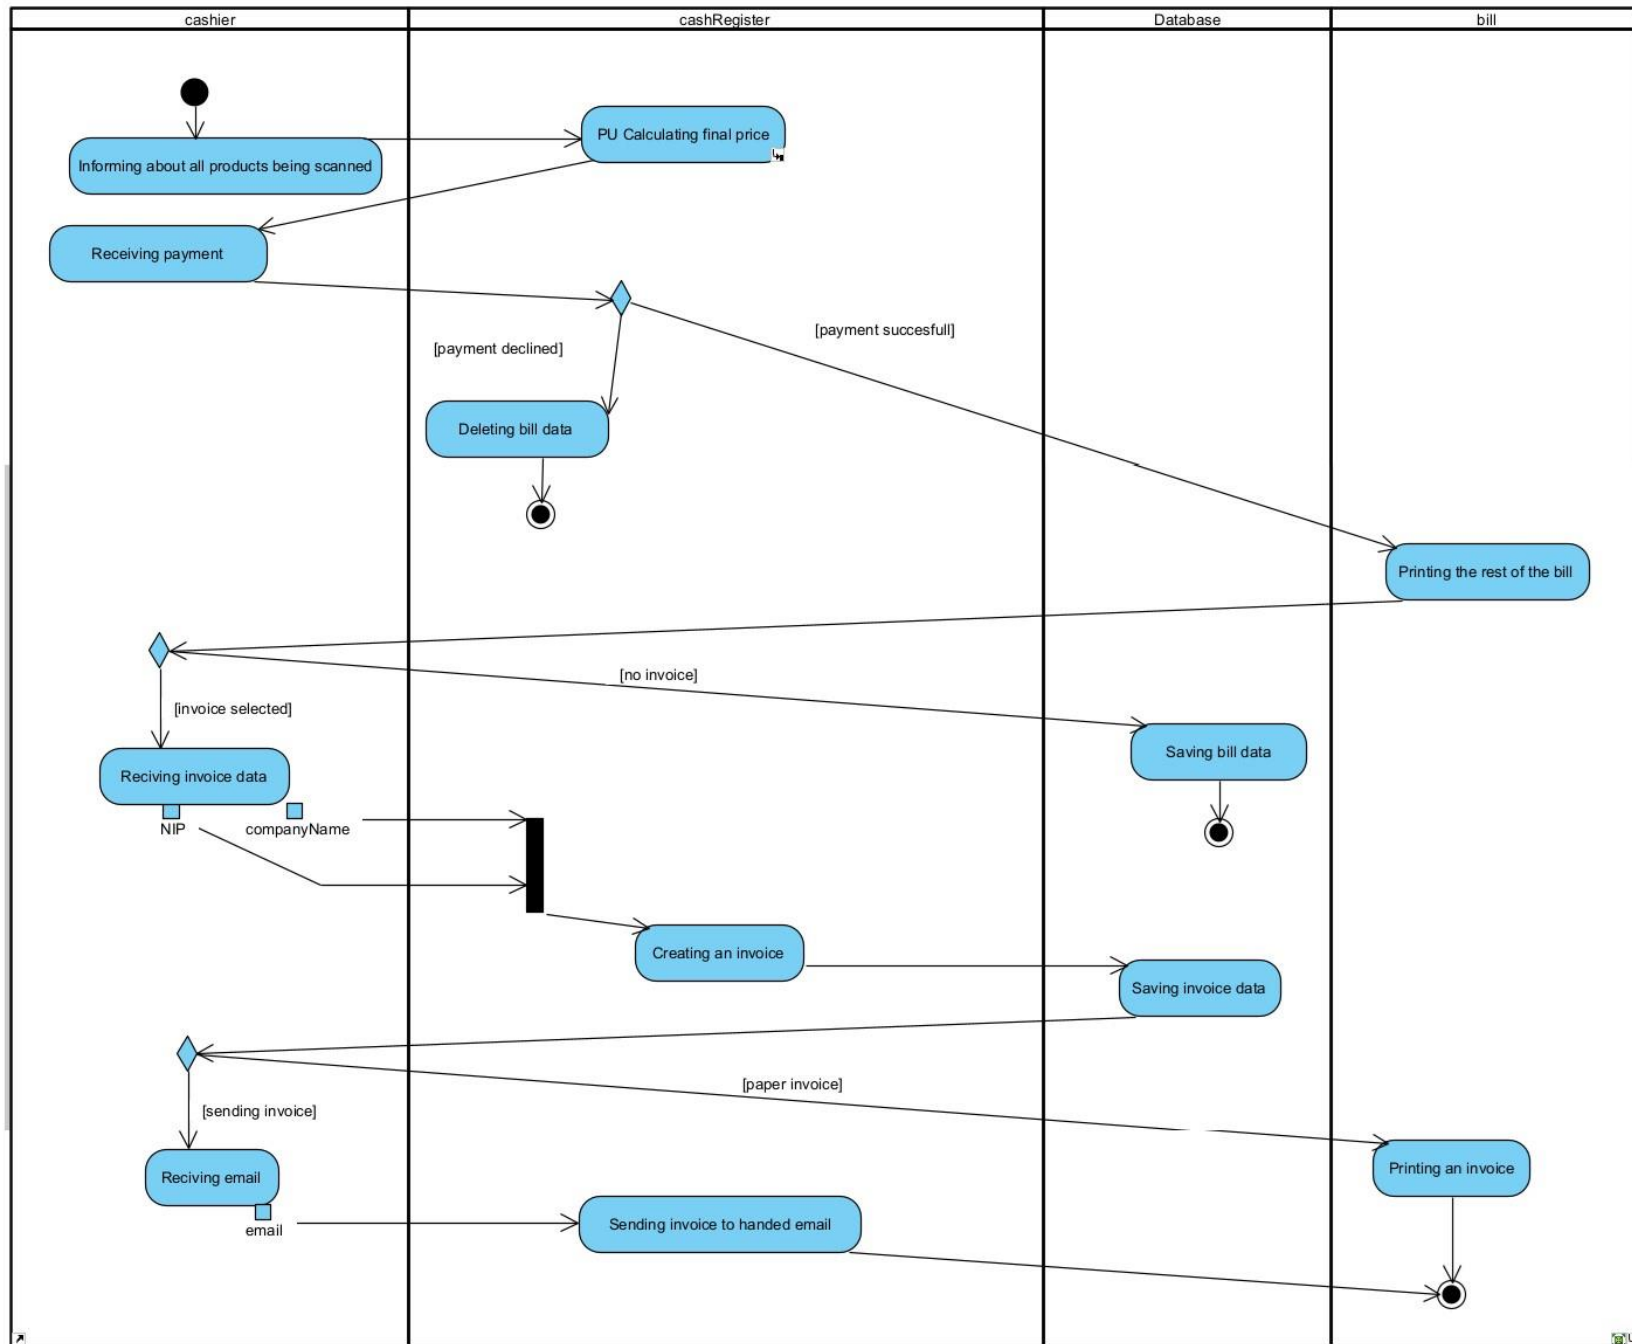 cashier
cashRegister
Database
bill
PU Calculating final price
Informing about all products being scanned
Receiving payment
[payment succesfull]
[payment declined]
Deleting bill data
Printing the rest of the bill
[no invoice]
[invoice selected]
Saving bill data
Reciving invoice data
NIP
companyName
Creating an invoice
Saving invoice data
[paper invoice]
[sending invoice]
Printing an invoice
Reciving email
Sending invoice to handed email
email